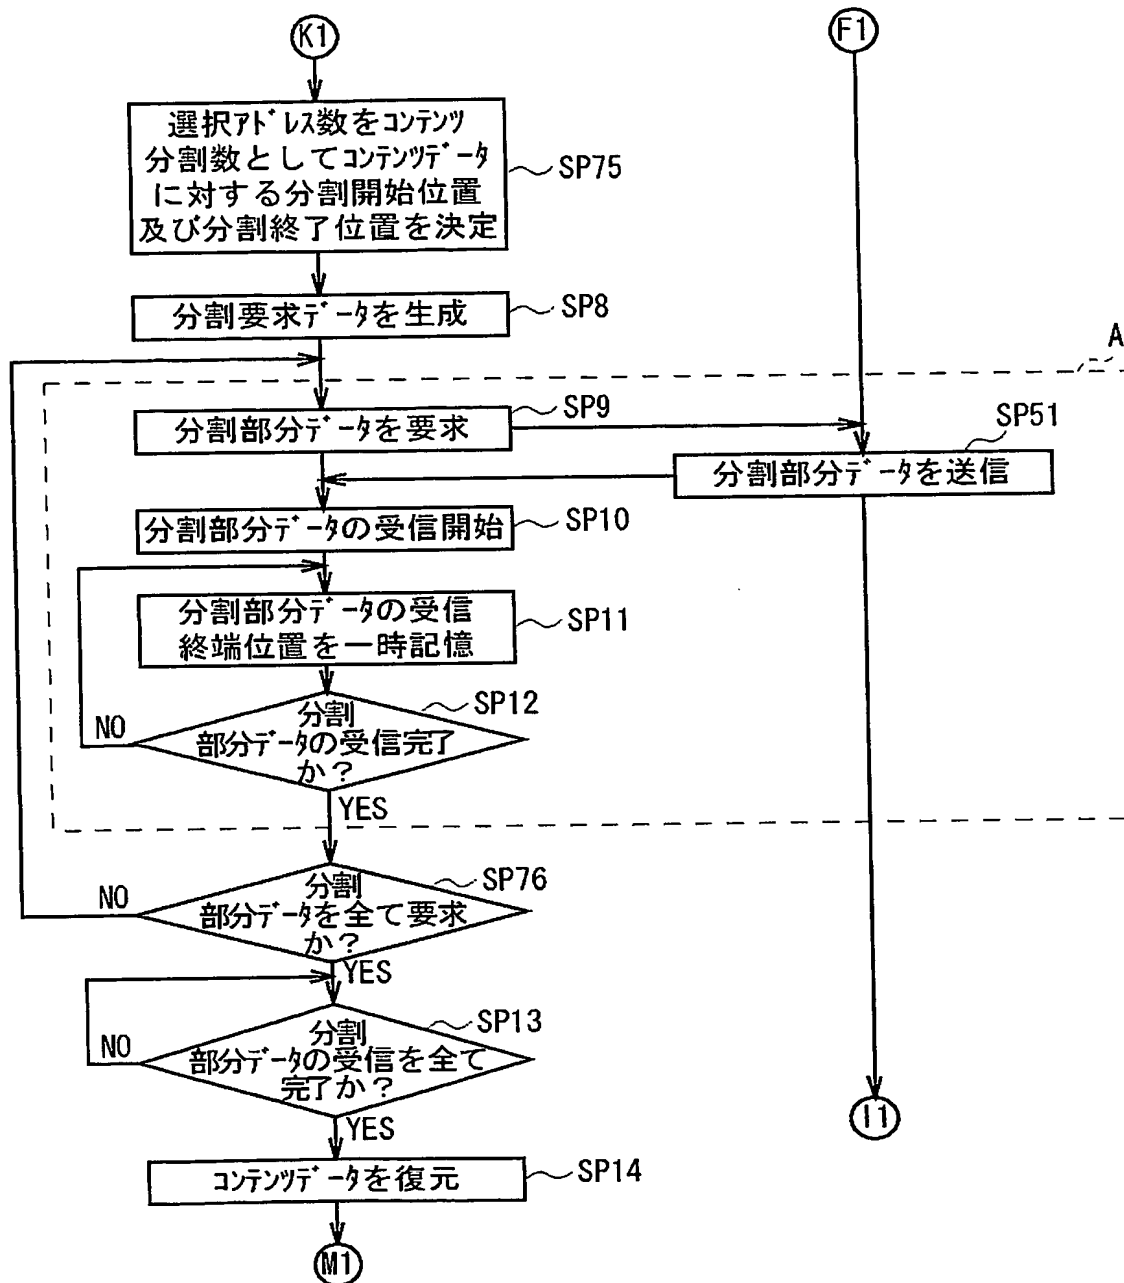 K1
F1
選択アドレス数をコンテンツ
分割数としてコンテンツデータ
に対する分割開始位置
及び分割終了位置を決定
SP75
分割要求データを生成
SP8
A
分割部分データを要求
SP9
SP51
分割部分データを送信
分割部分データの受信開始
SP10
分割部分データの受信
終端位置を一時記憶
SP11
SP12
NO
分割
部分データの受信完了
か?
YES
SP76
NO
分割
部分データを全て要求
か?
YES
SP13
NO
分割
部分データの受信を全て
完了か?
YES
I1
コンテンツデータを復元
SP14
M1